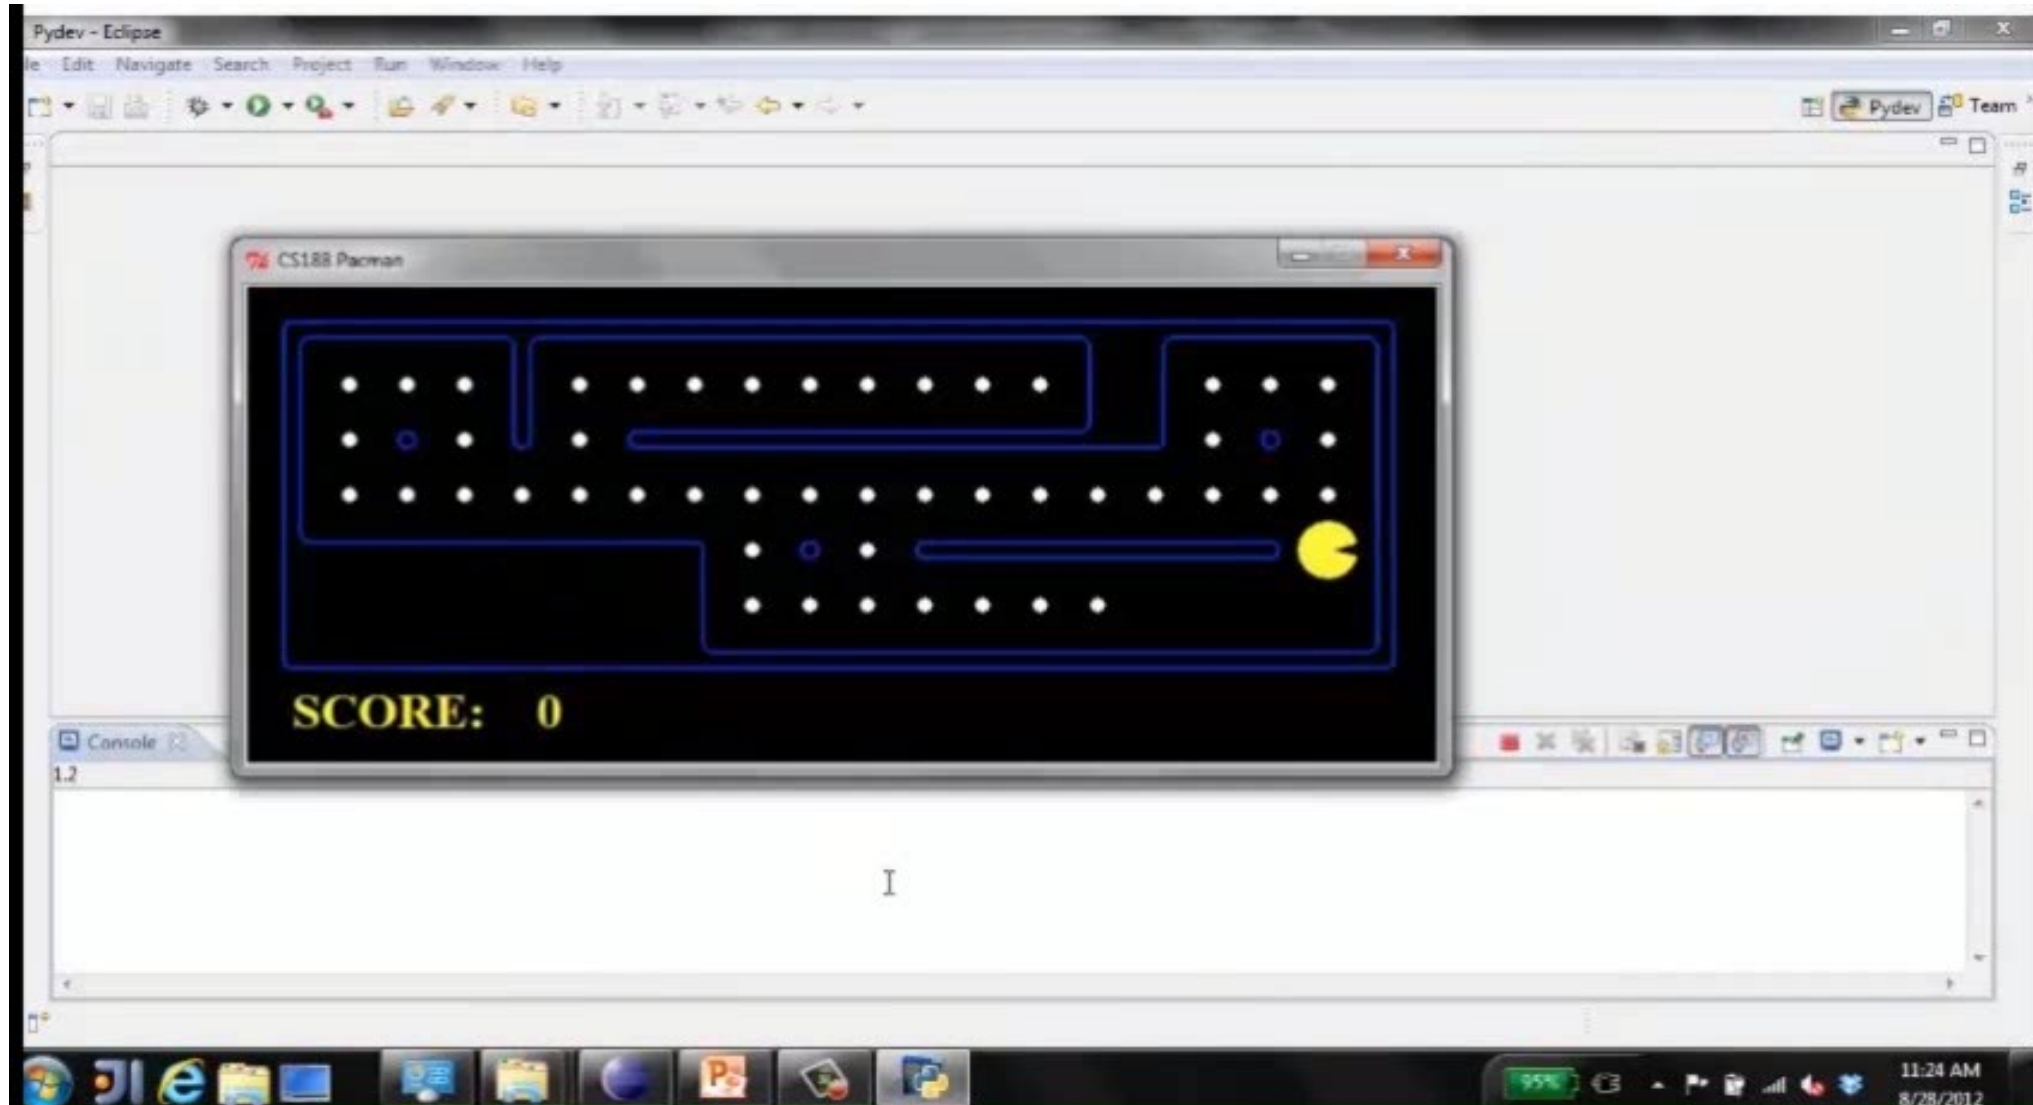 Pydev - Eclipse
le Edit Navigate Search Project Run Window Help
Pydev Team
CS188 Pacman
SCORE: 0
Console
1.2
95%
11:24 AM
8/28/2012